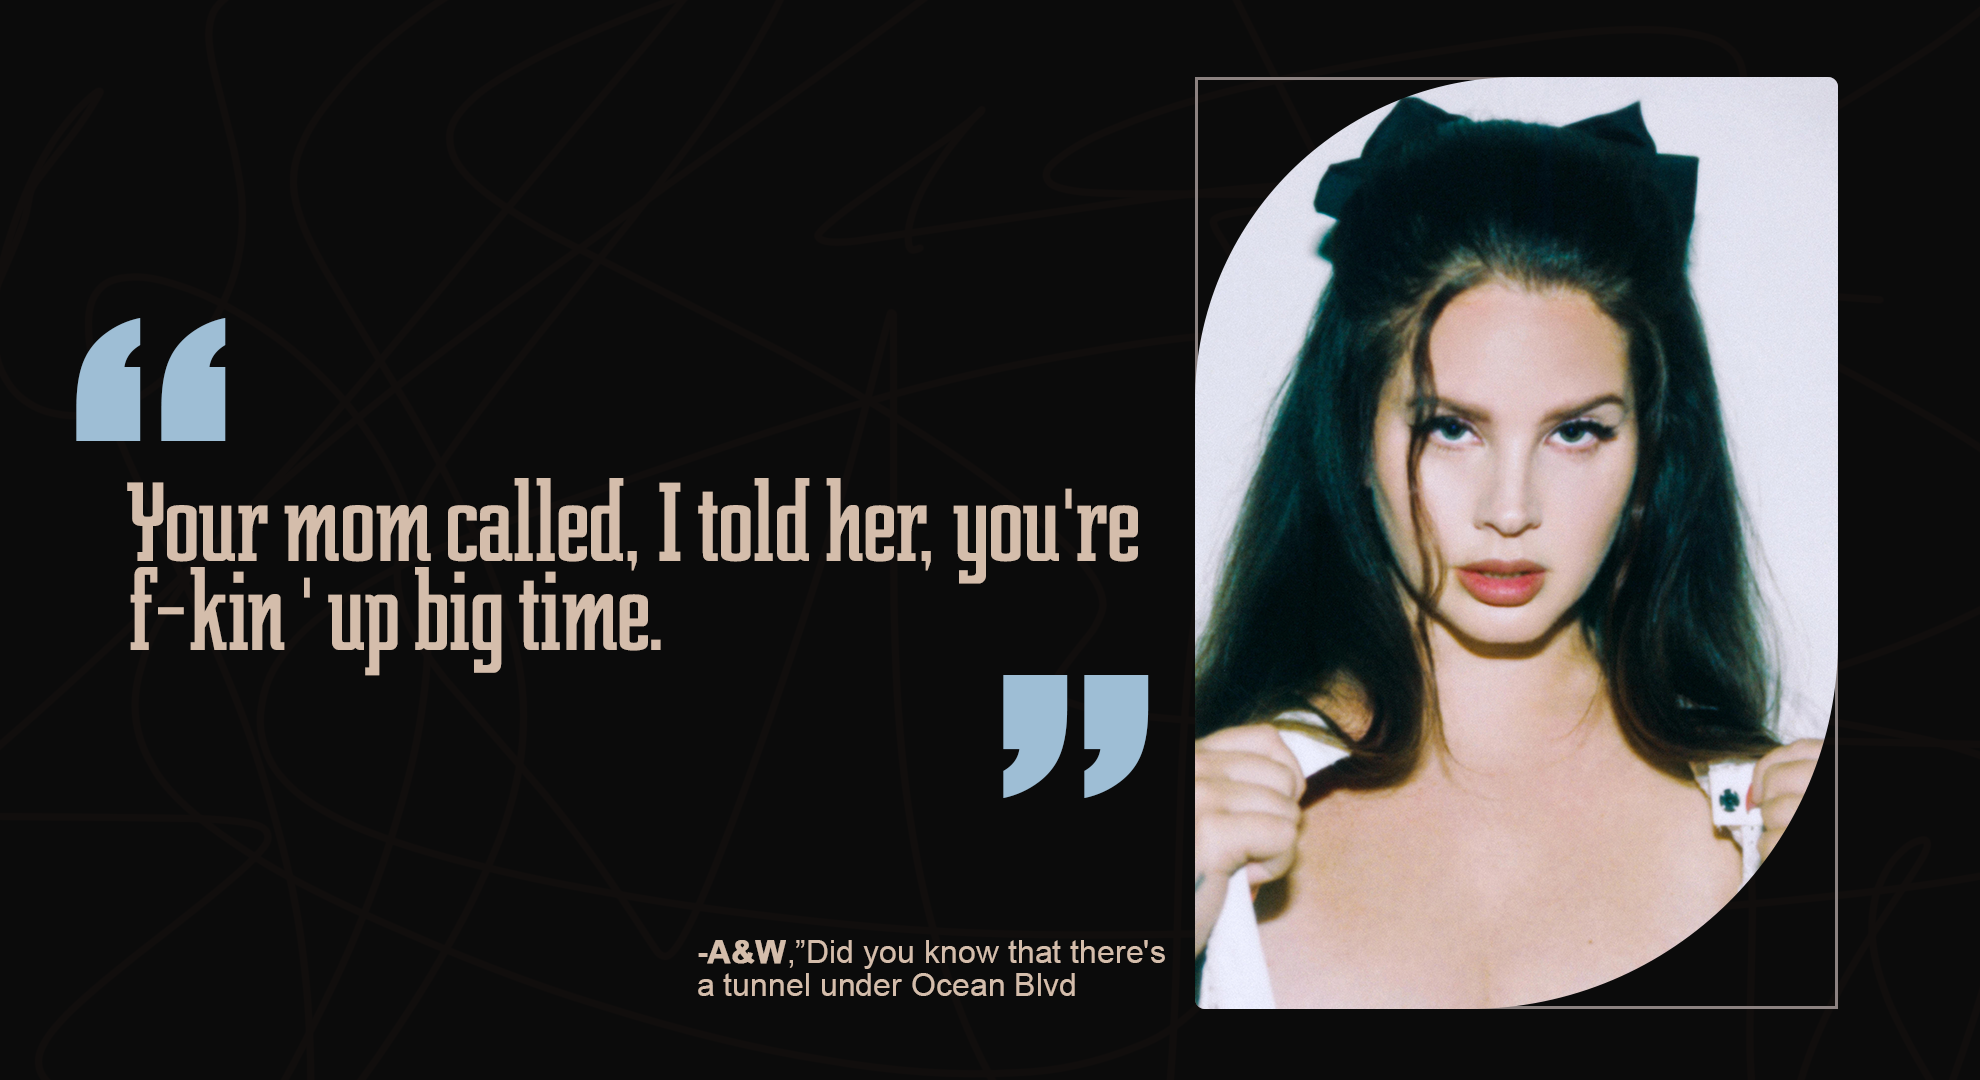 “
Your mom called, I told her, you're
f-kin ' up big time.
”
-A&W,”Did you know that there's
a tunnel under Ocean Blvd